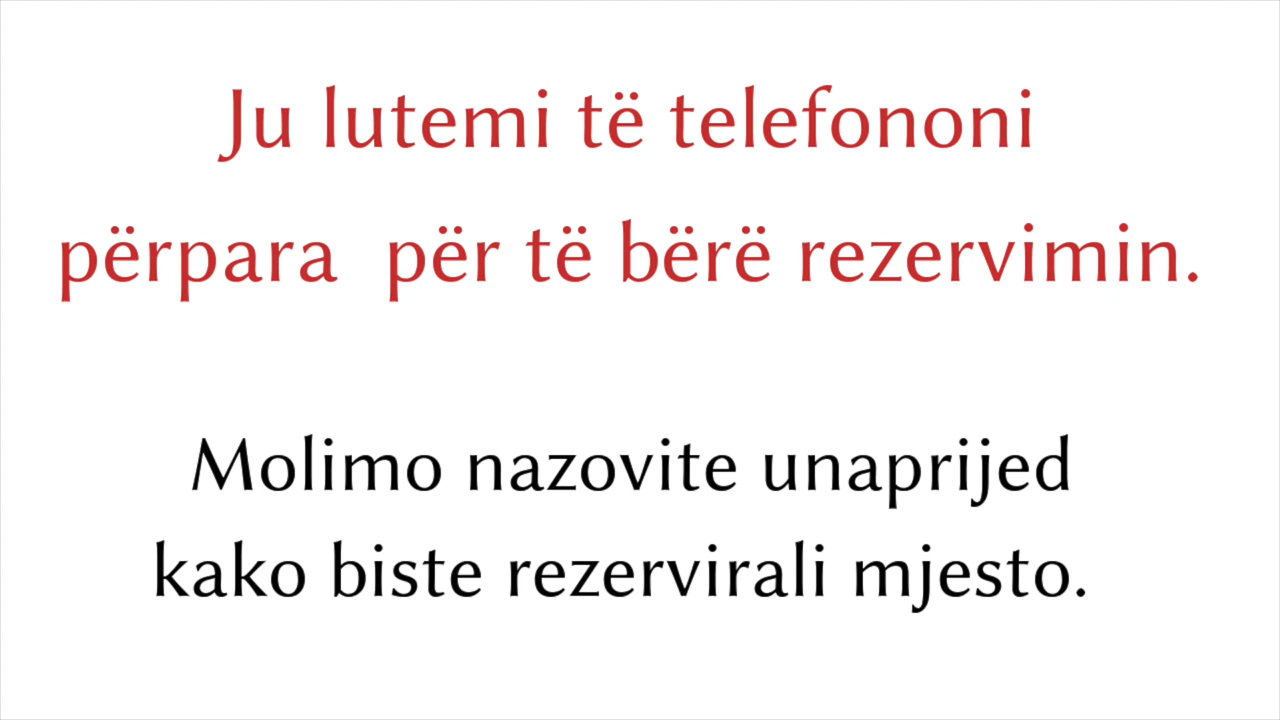 Ju lutemi të telefononi
përpara  për të bërë rezervimin.
Molimo nazovite unaprijed
kako biste rezervirali mjesto.